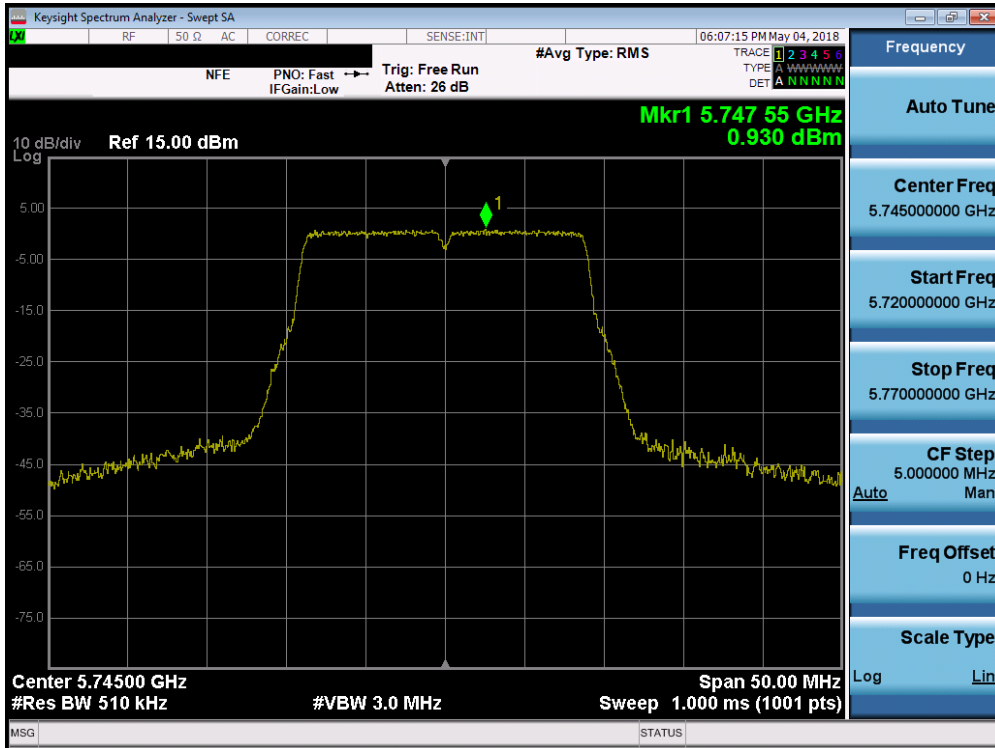 Keysight Spectrum Analyzer - Swept SA
LXI RF 50 Ω AC CORREC SENSE:INT 06:07:15 PM May 04, 2018
NFE PNO: Fast IFGain:Low
Trig: Free Run
Atten: 26 dB
#Avg Type: RMS
TRACE 1 2 3 4 5 6
TYPE A WWWWW
DET A N N N N N
Mkr1 5.747 55 GHz
0.930 dBm
10 dB/div Ref 15.00 dBm
Log
1
5.00
-5.00
-15.0
-25.0
-35.0
-45.0
-55.0
-65.0
-75.0
Center 5.74500 GHz Span 50.00 MHz
#Res BW 510 kHz #VBW 3.0 MHz Sweep 1.000 ms (1001 pts)
MSG STATUS
Frequency
Auto Tune
Center Freq
5.745000000 GHz
Start Freq
5.720000000 GHz
Stop Freq
5.770000000 GHz
CF Step
5.000000 MHz
Auto Man
Freq Offset
0 Hz
Scale Type
Log Lin